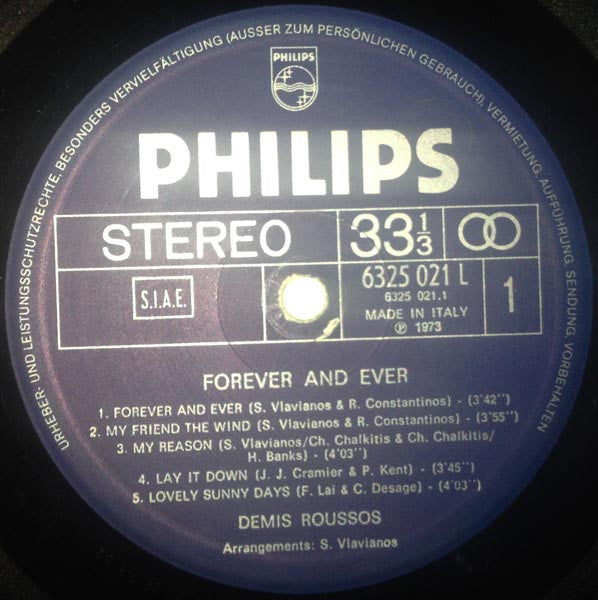 URHEBER- UND LEISTUNGSSCHUTZRECHTE, BESONDERS VERVIELFÄLTIGUNG (AUSSER ZUM PERSÖNLICHEN GEBRAUCH), VERMIETUNG, AUFFÜHRUNG, SENDUNG VORBEHALTEN
PHILIPS
PHILIPS
STEREO
33 1/3
S.I.A.E.
6325 021 L
6325 021.1
MADE IN ITALY
Ⓟ 1973
1
FOREVER AND EVER
1. FOREVER AND EVER (S. Vlavianos & R. Constantinos) - (3'42'')
2. MY FRIEND THE WIND (S. Vlavianos & R. Constantinos) - (3'55'')
3. MY REASON (S. Vlavianos/Ch. Chalkitis & Ch. Chalkitis/
H. Banks) - (4'03'')
4. LAY IT DOWN (J. J. Cramier & P. Kent) - (3'45'')
5. LOVELY SUNNY DAYS (F. Lai & C. Desage) - (4'03'')
DEMIS ROUSSOS
Arrangements: S. Vlavianos